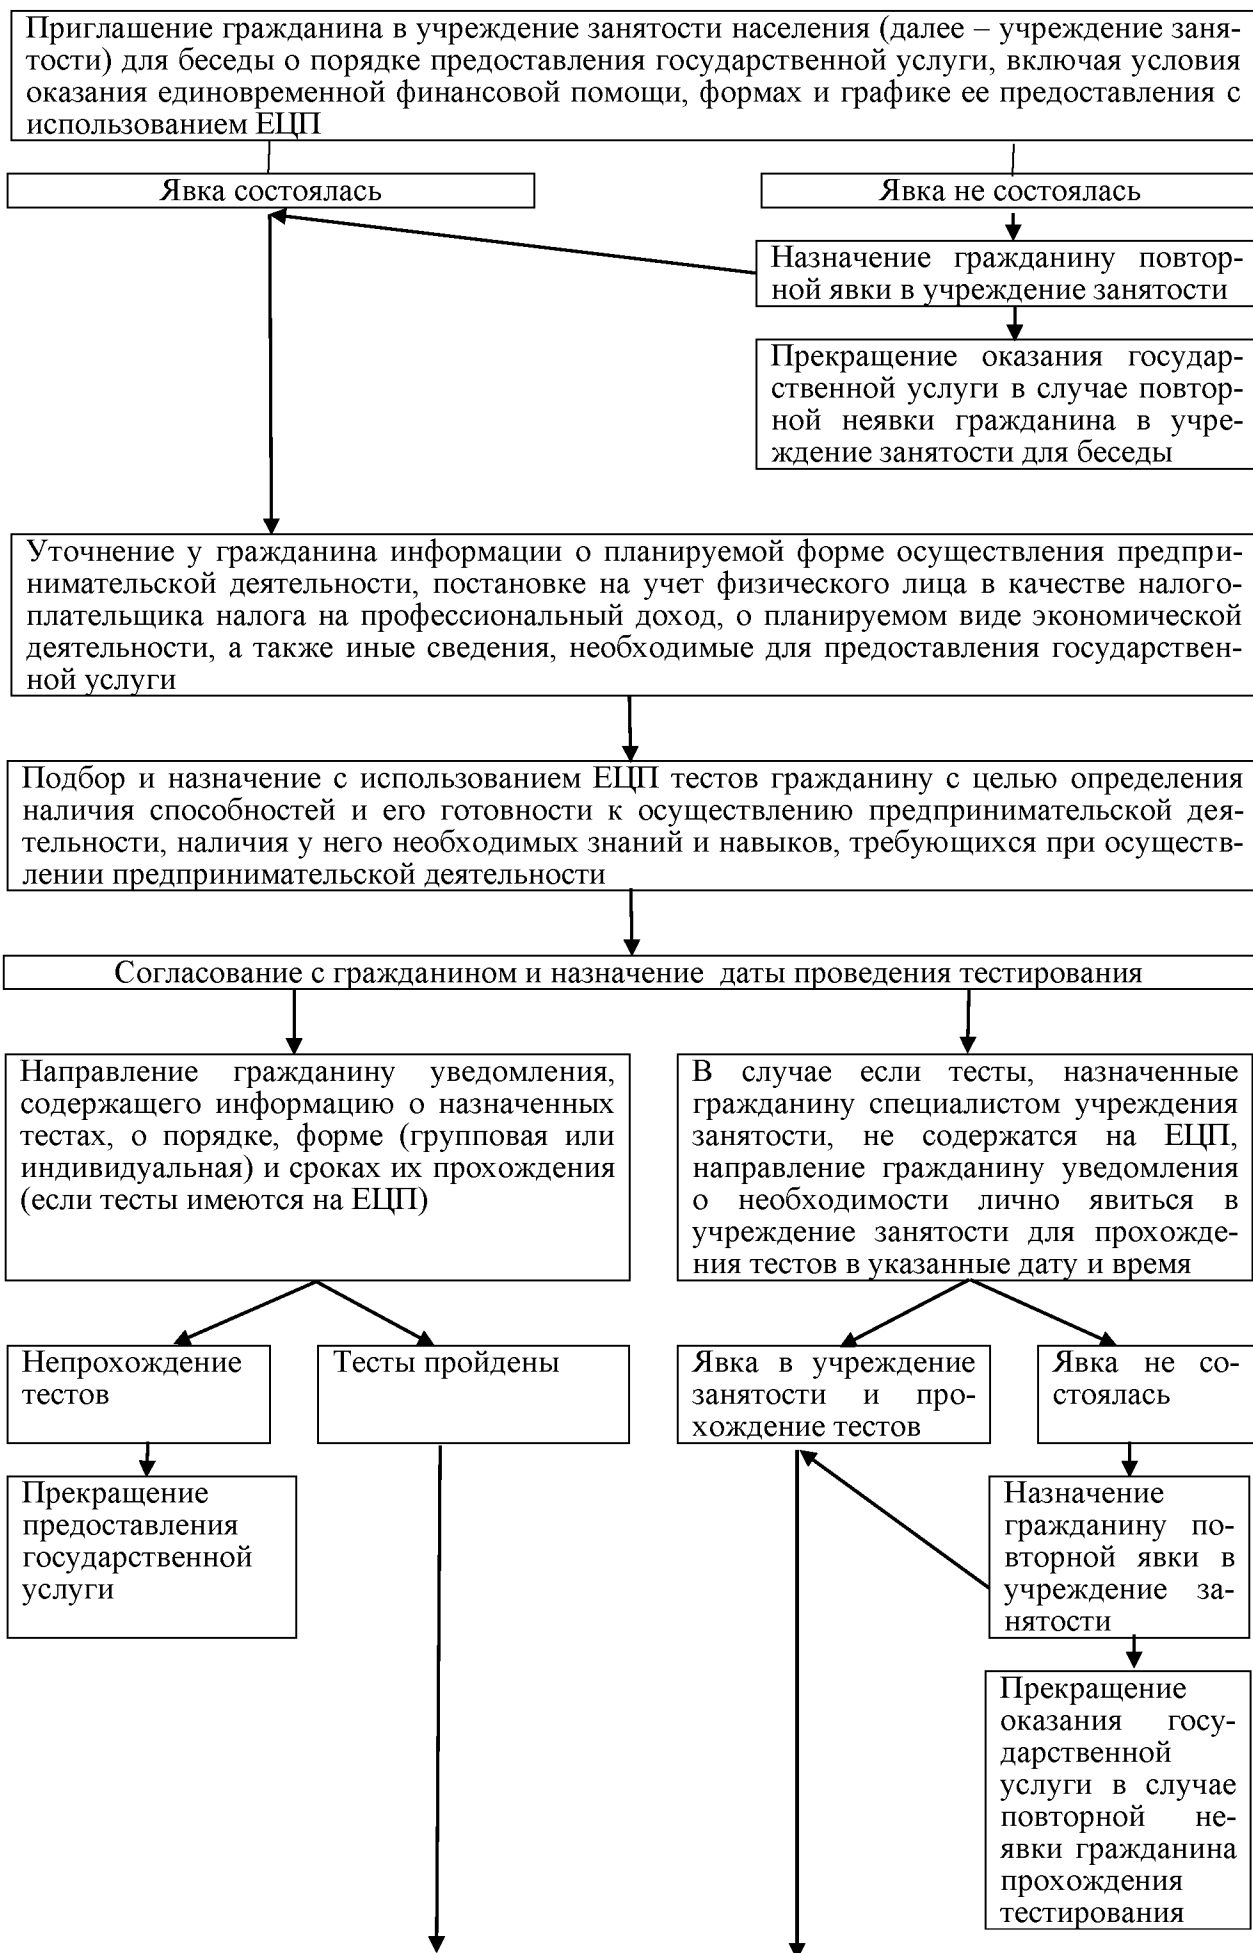 Приглашение гражданина в учреждение занятости населения (далее – учреждение заня-
тости) для беседы о порядке предоставления государственной услуги, включая условия
оказания единовременной финансовой помощи, формах и графике ее предоставления с
использованием ЕЦП
Явка состоялась
Явка не состоялась
Назначение гражданину повтор-
ной явки в учреждение занятости
Прекращение оказания государ-
ственной услуги в случае повтор-
ной неявки гражданина в учре-
ждение занятости для беседы
Уточнение у гражданина информации о планируемой форме осуществления предпри-
нимательской деятельности, постановке на учет физического лица в качестве налого-
плательщика налога на профессиональный доход, о планируемом виде экономической
деятельности, а также иные сведения, необходимые для предоставления государствен-
ной услуги
Подбор и назначение с использованием ЕЦП тестов гражданину с целью определения
наличия способностей и его готовности к осуществлению предпринимательской дея-
тельности, наличия у него необходимых знаний и навыков, требующихся при осуществ-
лении предпринимательской деятельности
Согласование с гражданином и назначение даты проведения тестирования
Направление гражданину уведомления,
содержащего информацию о назначенных
тестах, о порядке, форме (групповая или
индивидуальная) и сроках их прохождения
(если тесты имеются на ЕЦП)
В случае если тесты, назначенные
гражданину специалистом учреждения
занятости, не содержатся на ЕЦП,
направление гражданину уведомления
о необходимости лично явиться в
учреждение занятости для прохожде-
ния тестов в указанные дату и время
Непрохождение
тестов
Тесты пройдены
Явка в учреждение
занятости и про-
хождение тестов
Явка не со-
стоялась
Прекращение
предоставления
государственной
услуги
Назначение
гражданину по-
вторной явки в
учреждение за-
нятости
Прекращение
оказания госу-
дарственной
услуги в случае
повторной не-
явки гражданина
прохождения
тестирования